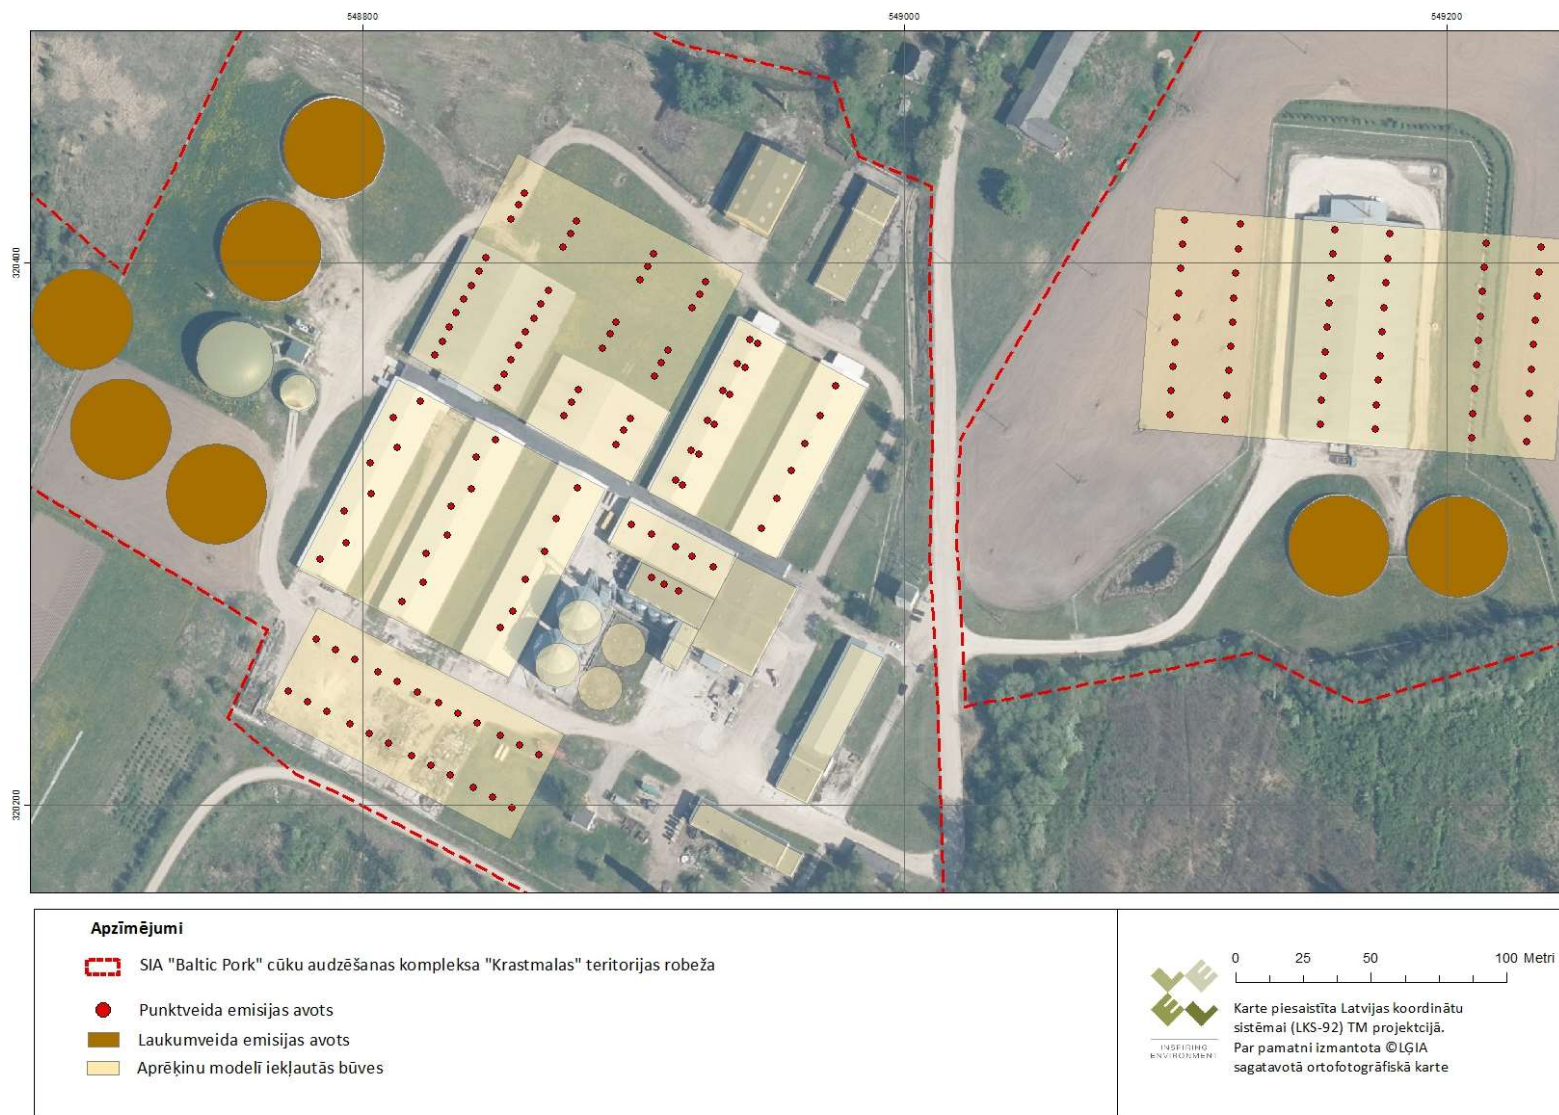 548800
549000
549200
320400
320200
Apzīmējumi
SIA "Baltic Pork" cūku audzēšanas kompleksa "Krastmalas" teritorijas robeža
Punktveida emisijas avots
Laukumveida emisijas avots
Aprēķinu modelī iekļautās būves
INSPIRING
ENVIRONMENT
0 25 50 100 Metri
Karte piesaistīta Latvijas koordinātu
sistēmai (LKS-92) TM projektcijā.
Par pamatni izmantota ©LĢIA
sagatavotā ortofotogrāfiskā karte